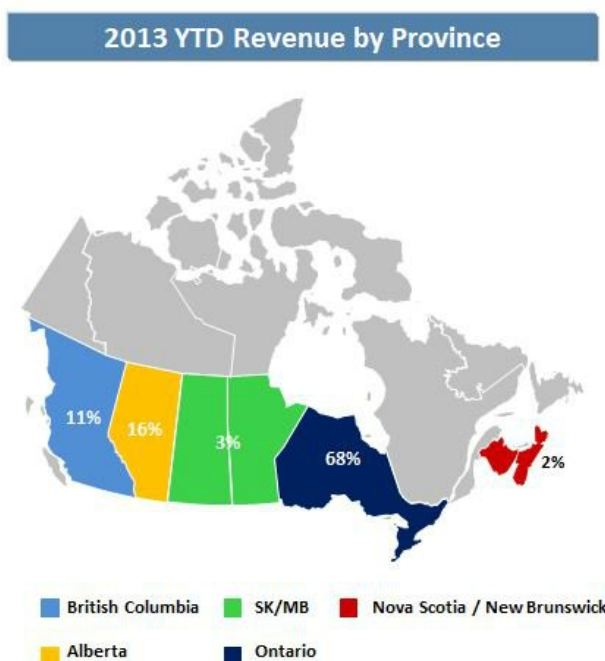 2013 YTD Revenue by Province
11%
16%
3%
68%
2%
British Columbia
SK/MB
Nova Scotia / New Brunswick
Alberta
Ontario